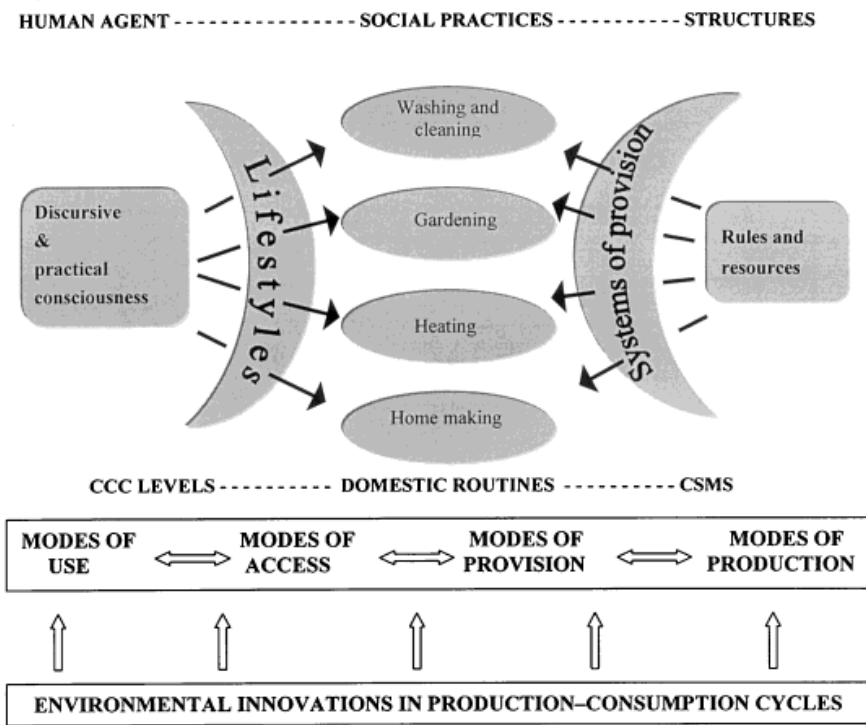 HUMAN AGENT ------------- SOCIAL PRACTICES ----------- STRUCTURES
Washing and
cleaning
Gardening
Heating
Home making
Lifestyles
Systems of provision
Discursive
&
practical
consciousness
Rules and
resources
CCC LEVELS ----------- DOMESTIC ROUTINES ---------- CSMS
MODES OF
USE
MODES OF
ACCESS
MODES OF
PROVISION
MODES OF
PRODUCTION
ENVIRONMENTAL INNOVATIONS IN PRODUCTION–CONSUMPTION CYCLES